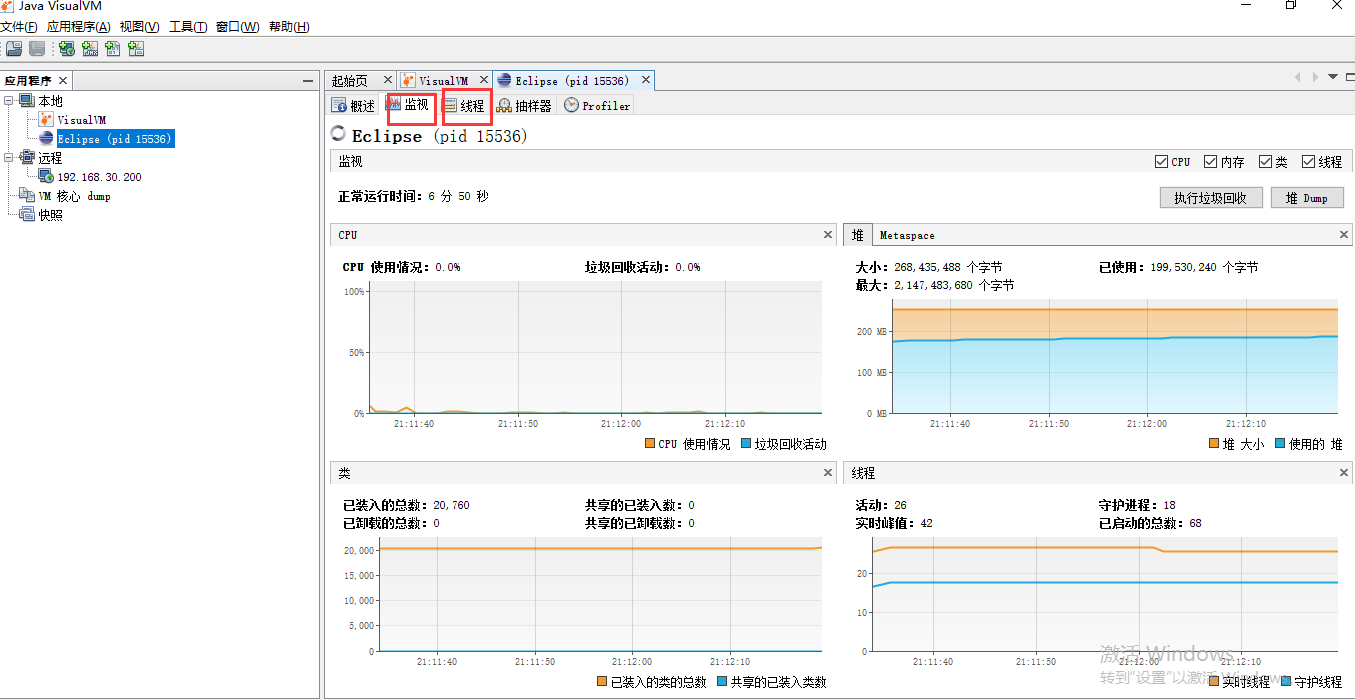 Java VisualVM
文件(F) 应用程序(A) 视图(V) 工具(T) 窗口(W) 帮助(H)
应用程序
本地
VisualVM
Eclipse (pid 15536)
远程
192.168.30.200
VM 核心 dump
快照
起始页 VisualVM Eclipse (pid 15536)
概述 监视 线程 抽样器 Profiler
Eclipse (pid 15536)
监视 CPU 内存 类 线程
正常运行时间: 6 分 50 秒 执行垃圾回收 堆 Dump
CPU
CPU 使用情况: 0.0% 垃圾回收活动: 0.0%
100%
50%
0%
21:11:40 21:11:50 21:12:00 21:12:10
CPU 使用情况 垃圾回收活动
堆 Metaspace
大小: 268,435,488 个字节 已使用: 199,530,240 个字节
最大: 2,147,483,680 个字节
200 MB
100 MB
0 MB
21:11:40 21:11:50 21:12:00 21:12:10
堆 大小 使用的 堆
类
已装入的总数: 20,760 共享的已装入数: 0
已卸载的总数: 0 共享的已卸载数: 0
20,000
15,000
10,000
5,000
0
21:11:40 21:11:50 21:12:00 21:12:10
已装入的类的总数 共享的已装入类数
线程
活动: 26 守护进程: 18
实时峰值: 42 已启动的总数: 68
20
10
0
21:11:40 21:11:50 21:12:00 21:12:10
实时线程 守护线程
激活 Windows
转到"设置"以激活 Windows。